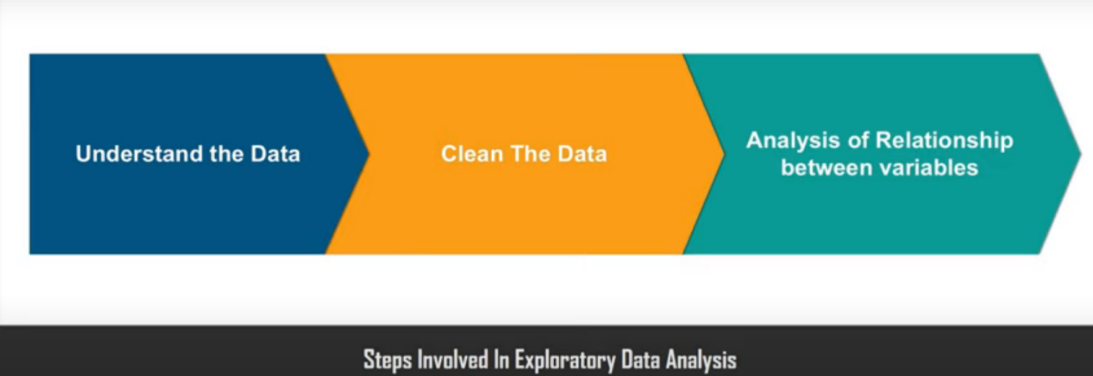 Understand the Data
Clean The Data
Analysis of Relationship
between variables
Steps Involved In Exploratory Data Analysis